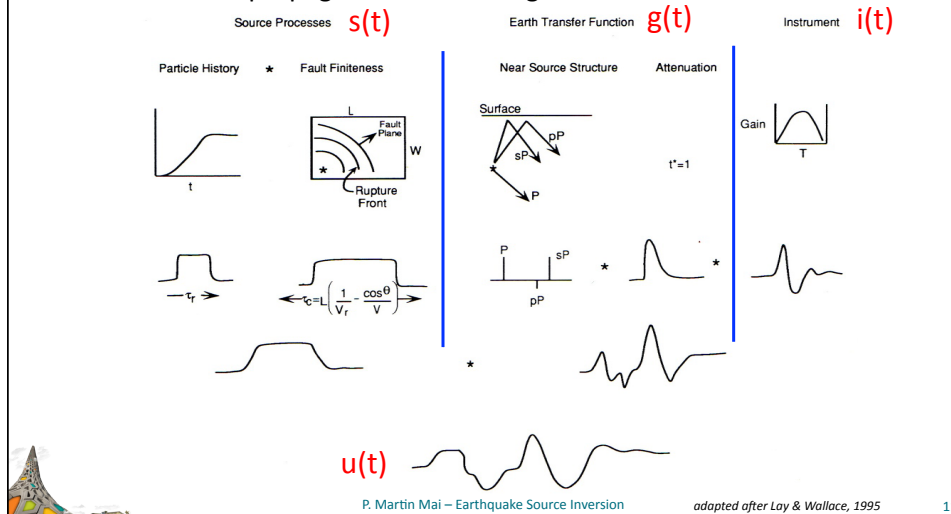 Source Processes s(t) Earth Transfer Function g(t) Instrument i(t)
Particle History * Fault Finiteness Near Source Structure Attenuation
L
Fault
Plane
W
*
Rupture
Front
t
Surface
pP
sP
*
P
t*=1
Gain
T
τr
τc=L(1/Vr - cosθ/V)
P sP
pP
* *
*
u(t)
P. Martin Mai – Earthquake Source Inversion adapted after Lay & Wallace, 1995 1